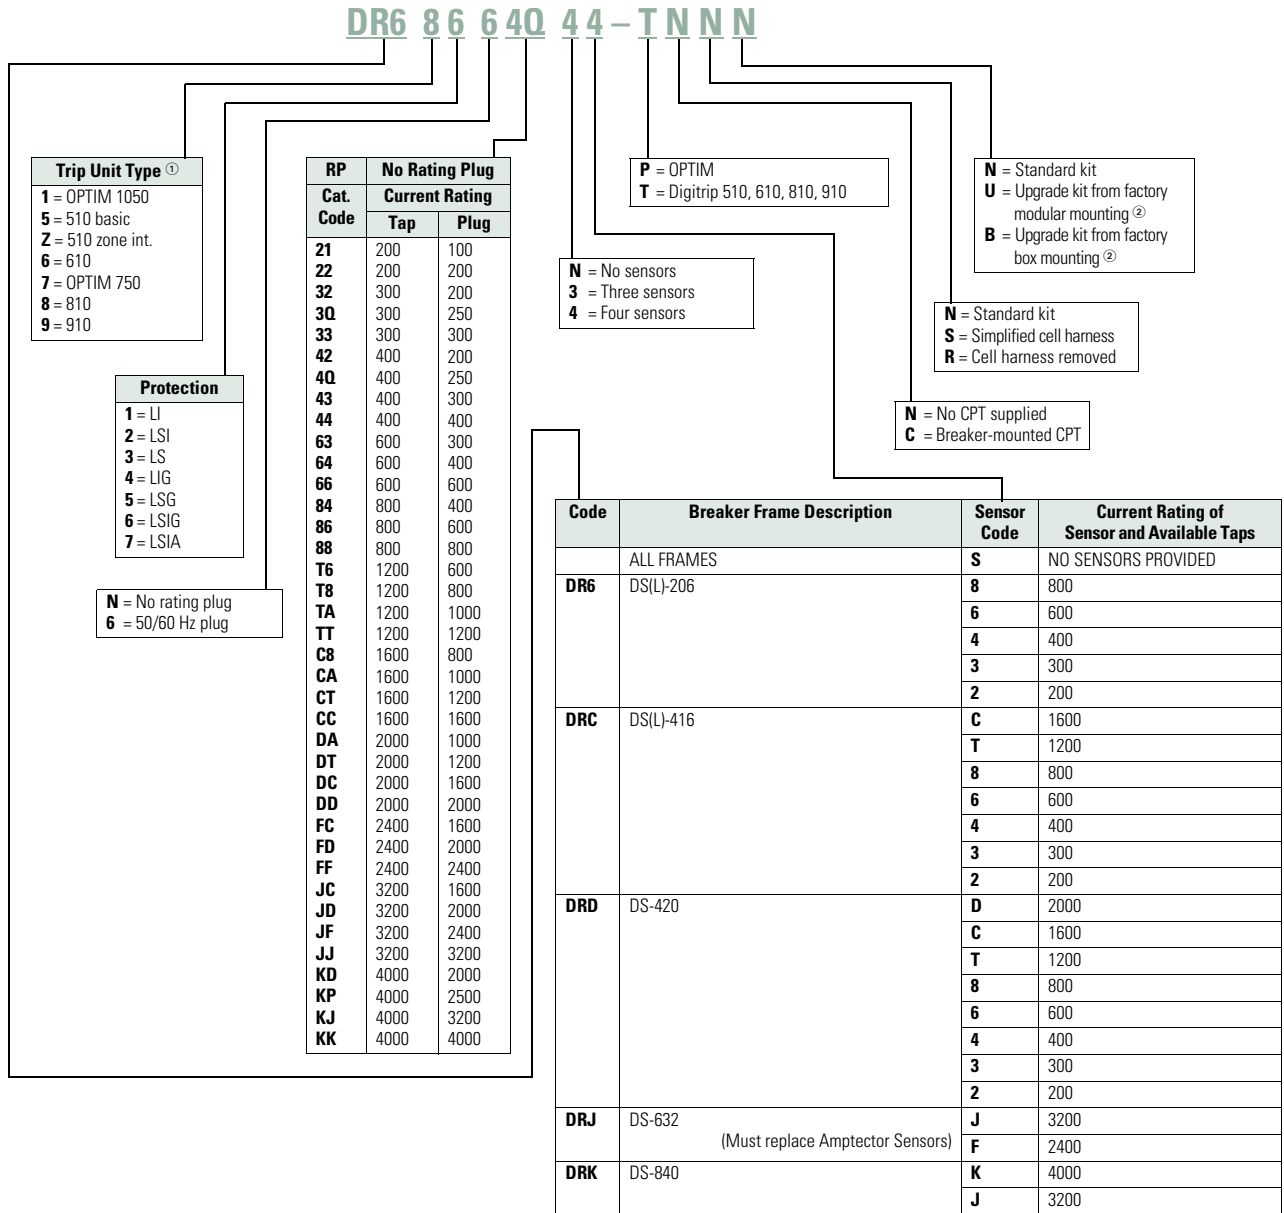 DR6 8 6 6 4Q 4 4 – T N N N
Trip Unit Type ①
1 = OPTIM 1050
5 = 510 basic
Z = 510 zone int.
6 = 610
7 = OPTIM 750
8 = 810
9 = 910
Protection
1 = LI
2 = LSI
3 = LS
4 = LIG
5 = LSG
6 = LSIG
7 = LSIA
N = No rating plug
6 = 50/60 Hz plug
RP No Rating Plug
Cat. Current Rating
Code Tap Plug
21 200 100
22 200 200
32 300 200
3Q 300 250
33 300 300
42 400 200
4Q 400 250
43 400 300
44 400 400
63 600 300
64 600 400
66 600 600
84 800 400
86 800 600
88 800 800
T6 1200 600
T8 1200 800
TA 1200 1000
TT 1200 1200
C8 1600 800
CA 1600 1000
CT 1600 1200
CC 1600 1600
DA 2000 1000
DT 2000 1200
DC 2000 1600
DD 2000 2000
FC 2400 1600
FD 2400 2000
FF 2400 2400
JC 3200 1600
JD 3200 2000
JF 3200 2400
JJ 3200 3200
KD 4000 2000
KP 4000 2500
KJ 4000 3200
KK 4000 4000
P = OPTIM
T = Digitrip 510, 610, 810, 910
N = No sensors
3 = Three sensors
4 = Four sensors
N = Standard kit
U = Upgrade kit from factory
modular mounting ②
B = Upgrade kit from factory
box mounting ②
N = Standard kit
S = Simplified cell harness
R = Cell harness removed
N = No CPT supplied
C = Breaker-mounted CPT
Code Breaker Frame Description Sensor Current Rating of
Code Sensor and Available Taps
ALL FRAMES S NO SENSORS PROVIDED
DR6 DS(L)-206 8 800
6 600
4 400
3 300
2 200
DRC DS(L)-416 C 1600
T 1200
8 800
6 600
4 400
3 300
2 200
DRD DS-420 D 2000
C 1600
T 1200
8 800
6 600
4 400
3 300
2 200
DRJ DS-632 J 3200
(Must replace Amptector Sensors) F 2400
DRK DS-840 K 4000
J 3200